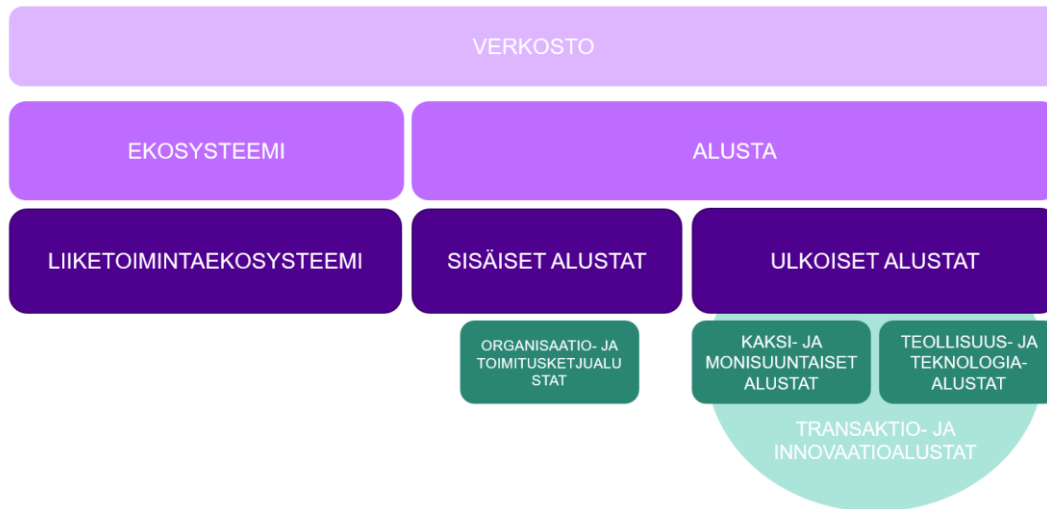 VERKOSTO
EKOSYSTEEMI
ALUSTA
LIIKETOIMINTAEKOSYSTEEMI
SISÄISET ALUSTAT
ULKOISET ALUSTAT
ORGANISAATIO- JA
TOIMITUSKETJUALU
STAT
KAKSI- JA
MONISUUNTAISET
ALUSTAT
TEOLLISUUS- JA
TEKNOLOGIA-
ALUSTAT
TRANSAKTIO- JA
INNOVAATIOALUSTAT